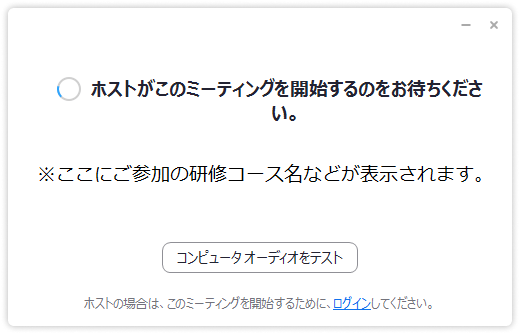 ホストがこのミーティングを開始するのをお待ちくださ
い。
※ここにご参加の研修コース名などが表示されます。
コンピュータ オーディオをテスト
ホストの場合は、このミーティングを開始するために、ログインしてください。